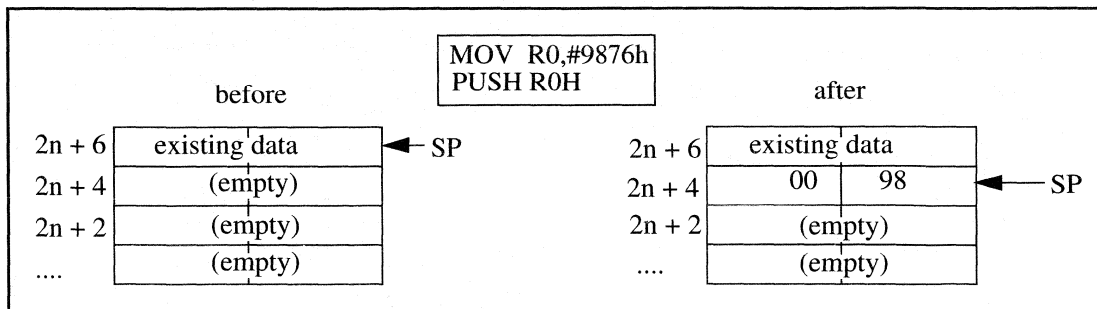 MOV R0,#9876h
PUSH R0H
before
2n + 6 existing data SP
2n + 4 (empty)
2n + 2 (empty)
.... (empty)
after
2n + 6 existing data
2n + 4 00 98 SP
2n + 2 (empty)
.... (empty)